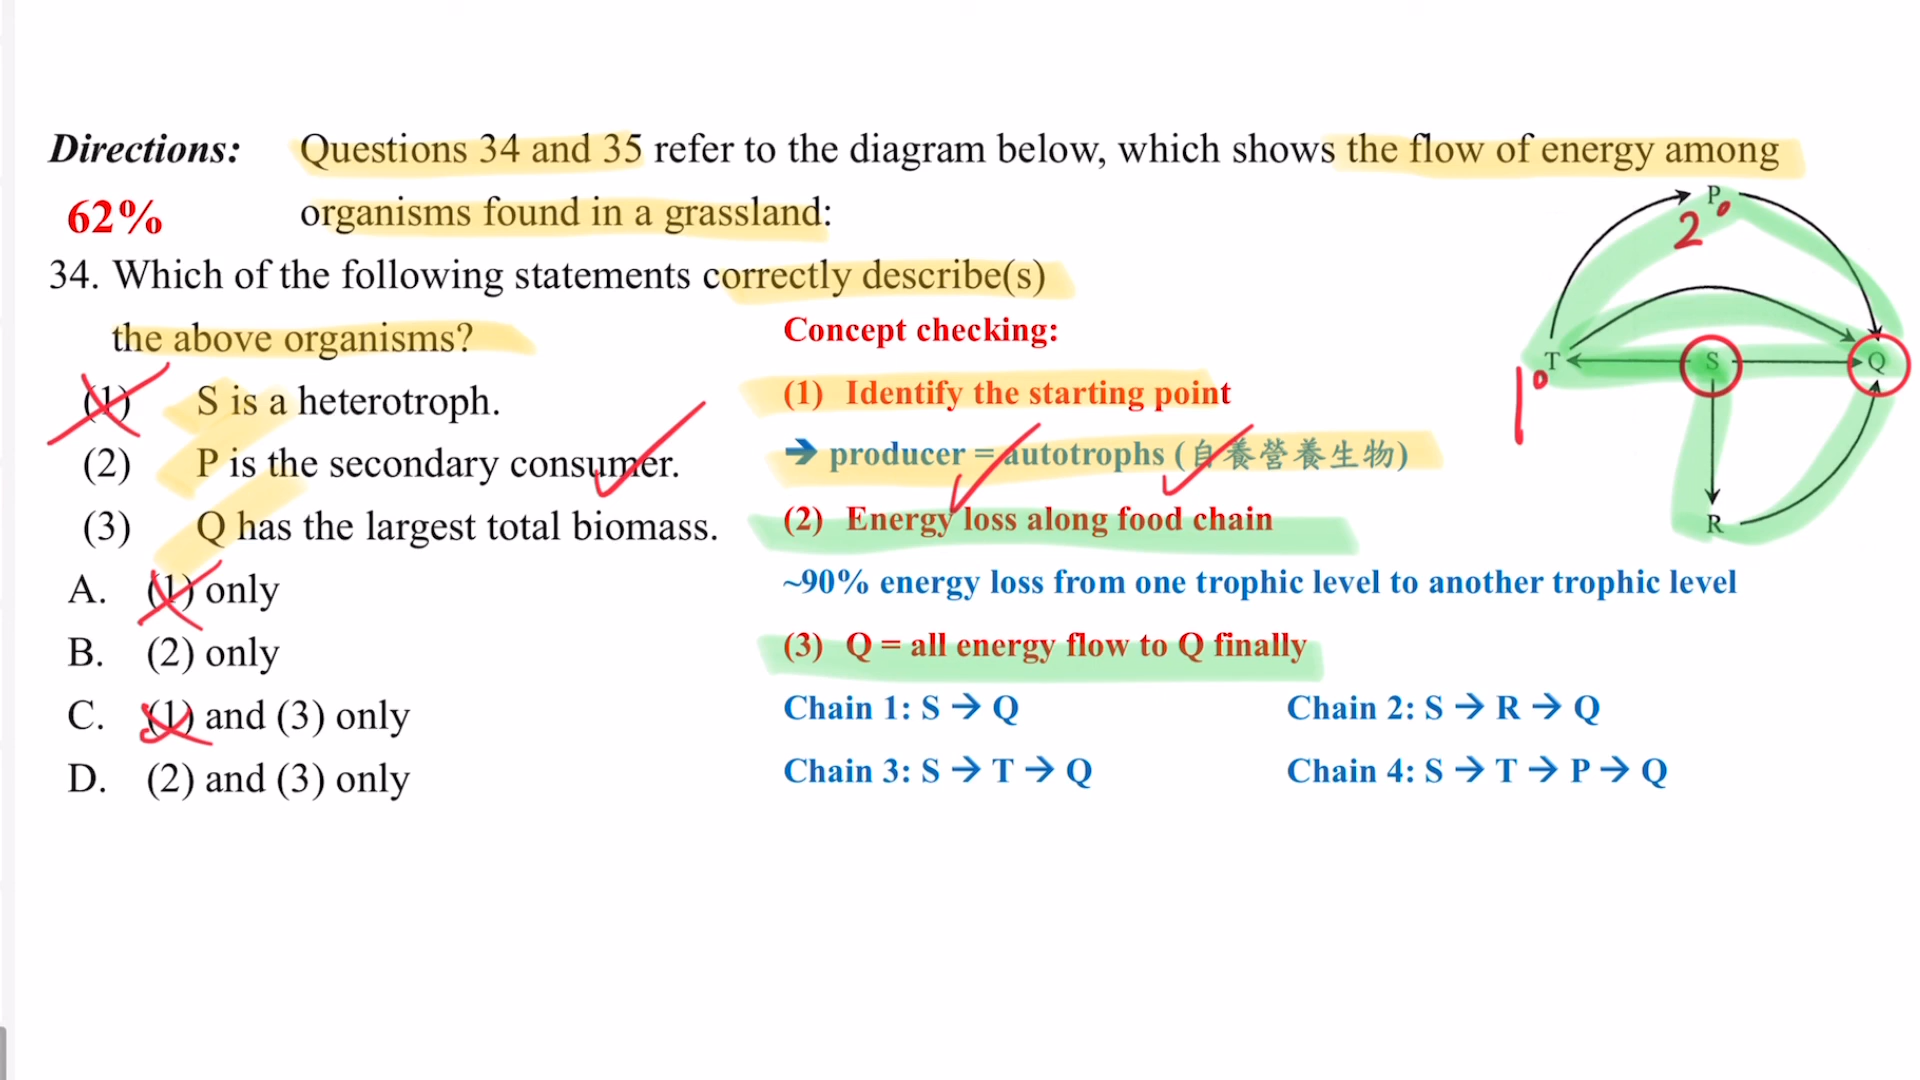 Directions: Questions 34 and 35 refer to the diagram below, which shows the flow of energy among
62% organisms found in a grassland:
34. Which of the following statements correctly describe(s)
the above organisms?
(1) S is a heterotroph.
(2) P is the secondary consumer.
(3) Q has the largest total biomass.
A. (1) only
B. (2) only
C. (1) and (3) only
D. (2) and (3) only
Concept checking:
(1) Identify the starting point
➔ producer = autotrophs (自養營養生物)
(2) Energy loss along food chain
~90% energy loss from one trophic level to another trophic level
(3) Q = all energy flow to Q finally
Chain 1: S → Q
Chain 2: S → R → Q
Chain 3: S → T → Q
Chain 4: S → T → P → Q
P
2°
T
S
Q
1°
R